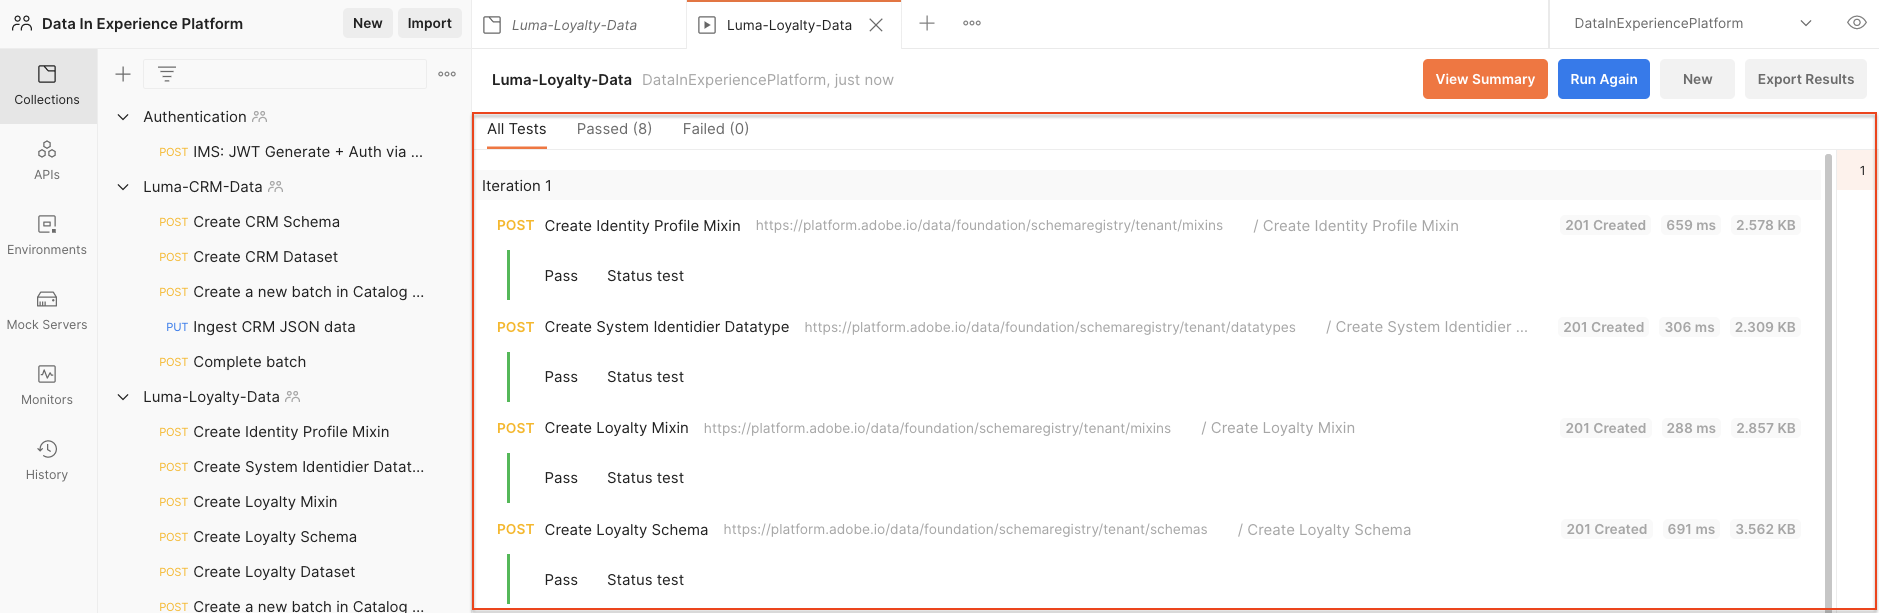 Data In Experience Platform
New
Import
Luma-Loyalty-Data
Luma-Loyalty-Data
DataInExperiencePlatform
Collections
APIs
Environments
Mock Servers
Monitors
History
Authentication
POST IMS: JWT Generate + Auth via ...
Luma-CRM-Data
POST Create CRM Schema
POST Create CRM Dataset
POST Create a new batch in Catalog ...
PUT Ingest CRM JSON data
POST Complete batch
Luma-Loyalty-Data
POST Create Identity Profile Mixin
POST Create System Identidier Datat...
POST Create Loyalty Mixin
POST Create Loyalty Schema
POST Create Loyalty Dataset
POST Create a new batch in Catalog ...
Luma-Loyalty-Data DataInExperiencePlatform, just now
View Summary
Run Again
New
Export Results
All Tests Passed (8) Failed (0)
1
Iteration 1
POST Create Identity Profile Mixin https://platform.adobe.io/data/foundation/schemaregistry/tenant/mixins / Create Identity Profile Mixin 201 Created 659 ms 2.578 KB
Pass Status test
POST Create System Identidier Datatype https://platform.adobe.io/data/foundation/schemaregistry/tenant/datatypes / Create System Identidier ... 201 Created 306 ms 2.309 KB
Pass Status test
POST Create Loyalty Mixin https://platform.adobe.io/data/foundation/schemaregistry/tenant/mixins / Create Loyalty Mixin 201 Created 288 ms 2.857 KB
Pass Status test
POST Create Loyalty Schema https://platform.adobe.io/data/foundation/schemaregistry/tenant/schemas / Create Loyalty Schema 201 Created 691 ms 3.562 KB
Pass Status test